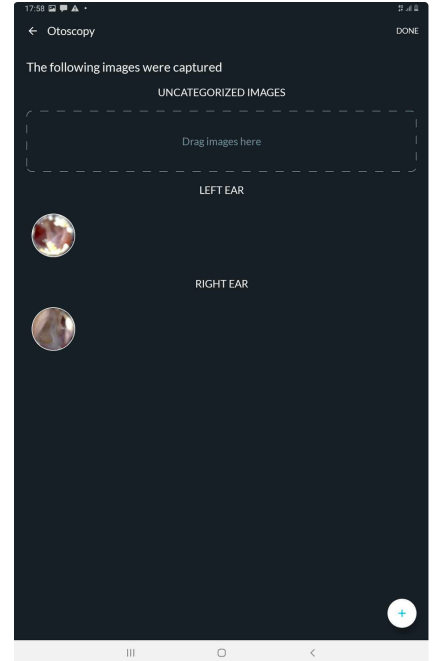 17:58
Otoscopy
DONE
The following images were captured
UNCATEGORIZED IMAGES
Drag images here
LEFT EAR
RIGHT EAR